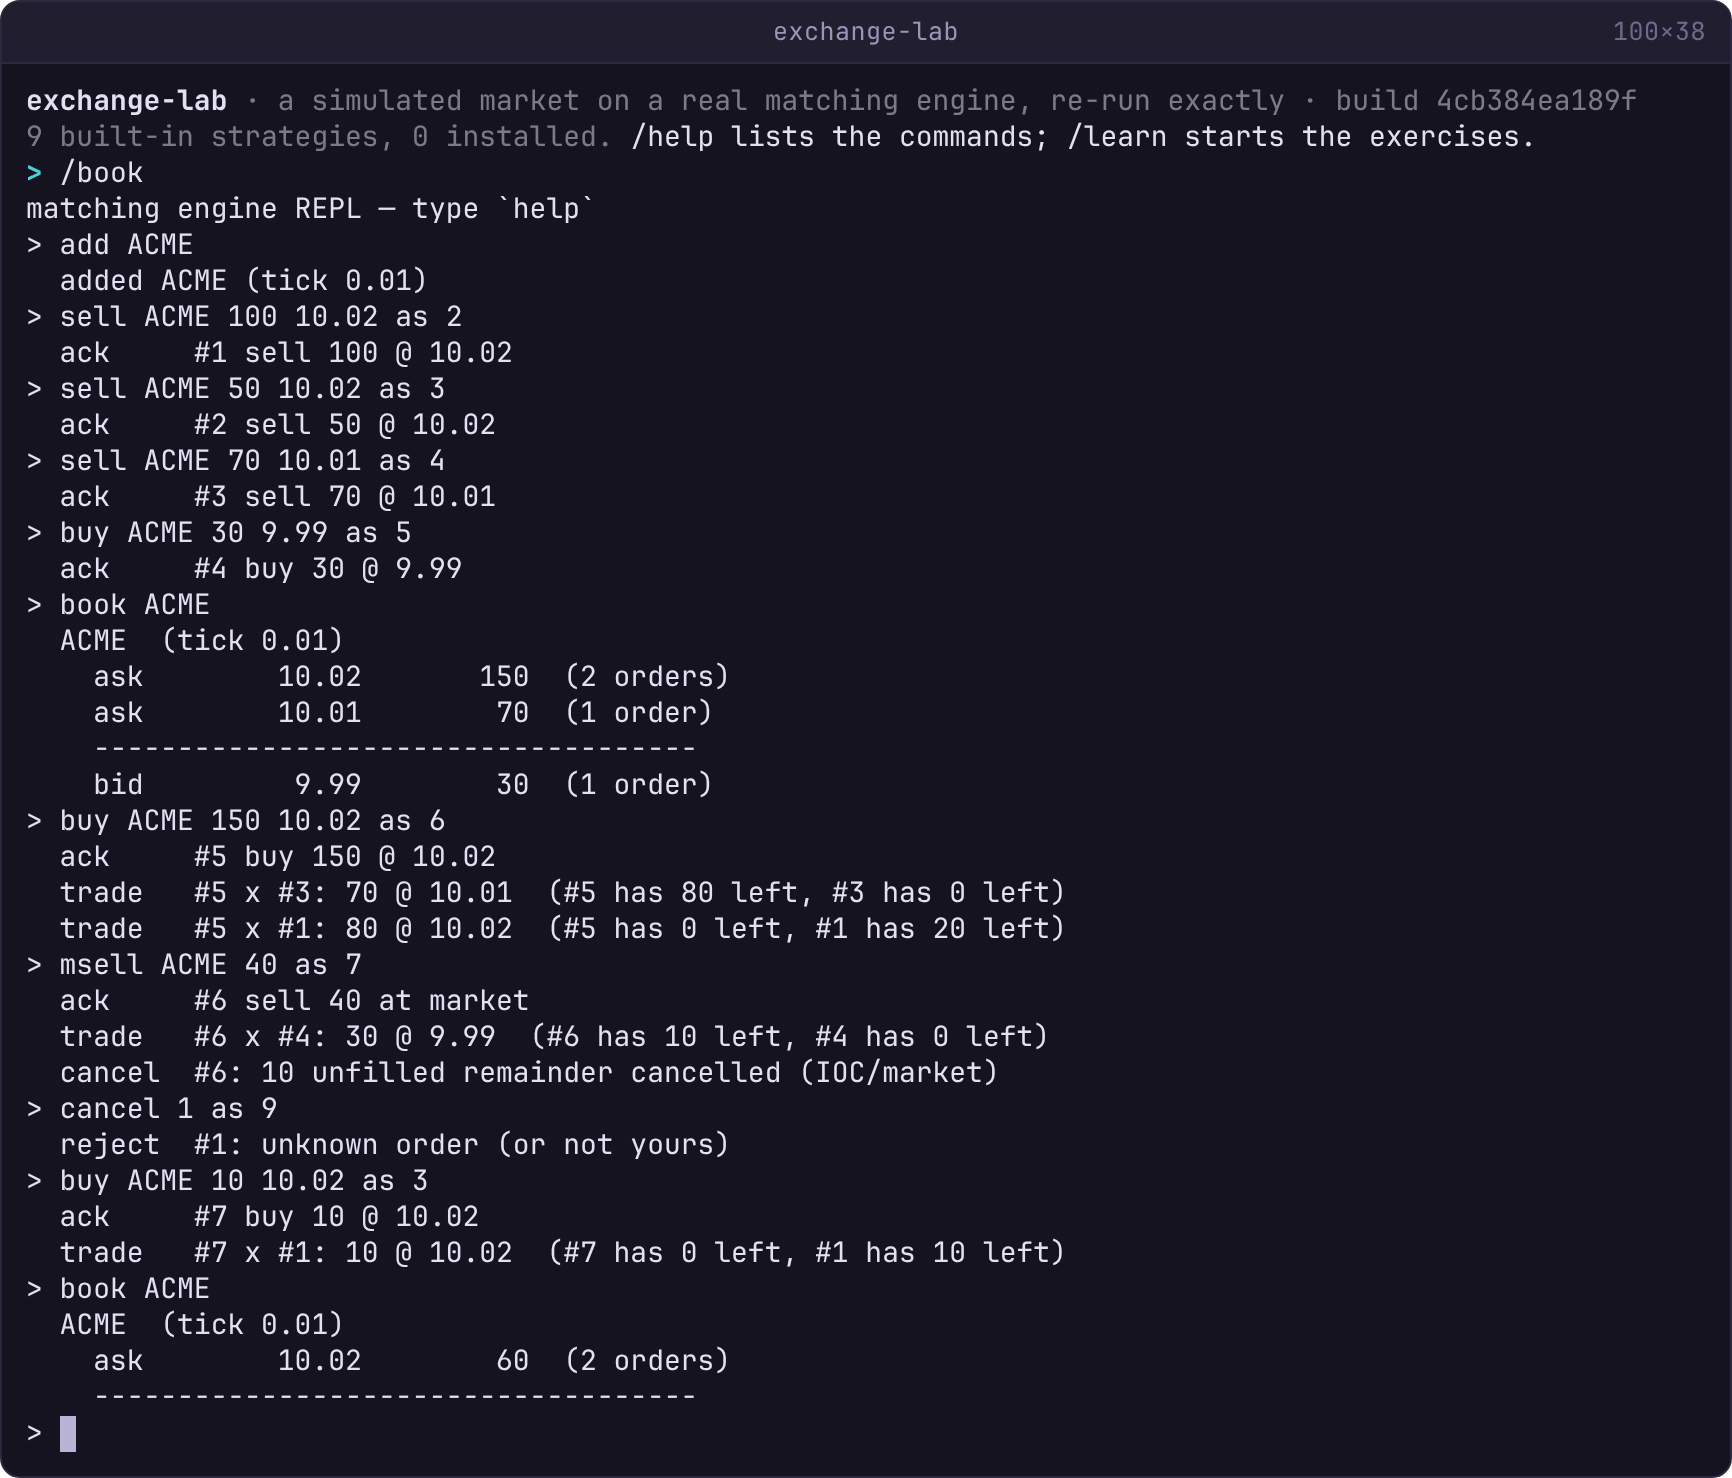 exchange-lab
100×38
exchange-lab · a simulated market on a real matching engine, re-run exactly · build 4cb384ea189f
9 built-in strategies, 0 installed. /help lists the commands; /learn starts the exercises.
> /book
matching engine REPL — type `help`
> add ACME
  added ACME (tick 0.01)
> sell ACME 100 10.02 as 2
  ack     #1 sell 100 @ 10.02
> sell ACME 50 10.02 as 3
  ack     #2 sell 50 @ 10.02
> sell ACME 70 10.01 as 4
  ack     #3 sell 70 @ 10.01
> buy ACME 30 9.99 as 5
  ack     #4 buy 30 @ 9.99
> book ACME
  ACME  (tick 0.01)
    ask        10.02       150  (2 orders)
    ask        10.01        70  (1 order)
    ------------------------------------
    bid         9.99        30  (1 order)
> buy ACME 150 10.02 as 6
  ack     #5 buy 150 @ 10.02
  trade   #5 x #3: 70 @ 10.01  (#5 has 80 left, #3 has 0 left)
  trade   #5 x #1: 80 @ 10.02  (#5 has 0 left, #1 has 20 left)
> msell ACME 40 as 7
  ack     #6 sell 40 at market
  trade   #6 x #4: 30 @ 9.99  (#6 has 10 left, #4 has 0 left)
  cancel  #6: 10 unfilled remainder cancelled (IOC/market)
> cancel 1 as 9
  reject  #1: unknown order (or not yours)
> buy ACME 10 10.02 as 3
  ack     #7 buy 10 @ 10.02
  trade   #7 x #1: 10 @ 10.02  (#7 has 0 left, #1 has 10 left)
> book ACME
  ACME  (tick 0.01)
    ask        10.02        60  (2 orders)
    ------------------------------------
>